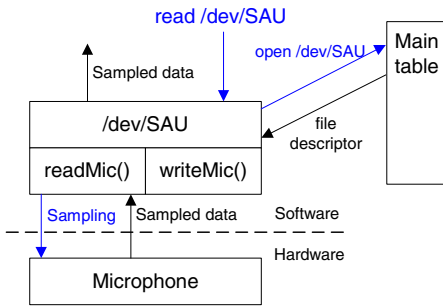 read /dev/SAU
open /dev/SAU
Main
table
Sampled data
/dev/SAU
file
descriptor
readMic()
writeMic()
Sampling
Sampled data
Software
Hardware
Microphone